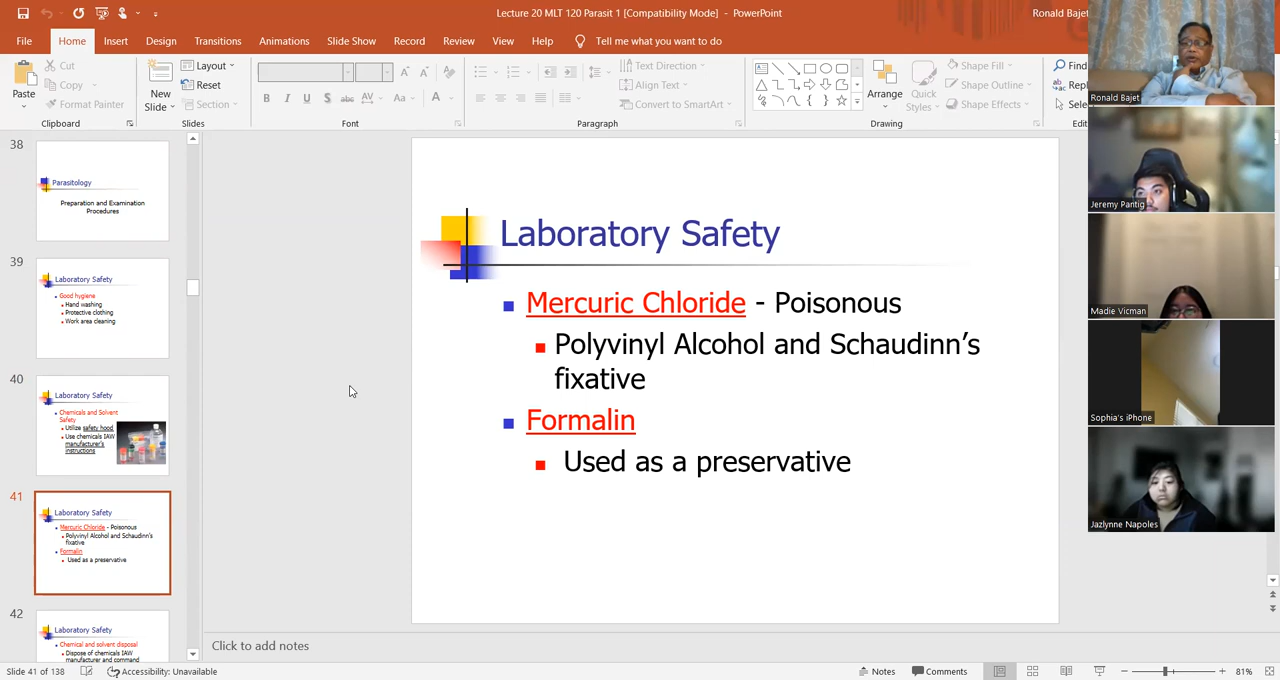 Lecture 20 MLT 120 Parasit 1 [Compatibility Mode] - PowerPoint
Ronald Bajet
File Home Insert Design Transitions Animations Slide Show Record Review View Help Tell me what you want to do
Paste
Cut
Copy
Format Painter
Clipboard
New
Slide
Layout
Reset
Section
Slides
B I U S abc AV Aa A
Font
Text Direction
Align Text
Convert to SmartArt
Paragraph
Arrange
Quick
Styles
Shape Fill
Shape Outline
Shape Effects
Drawing
Find
Repl
Sele
Edit
38
Parasitology
Preparation and Examination
Procedures
39
Laboratory Safety
Good hygiene
Hand washing
Protective clothing
Work area cleaning
40
Laboratory Safety
Chemicals and Solvent
Safety
Utilize safety hood
Use chemicals IAW
manufacturer's
instructions
41
Laboratory Safety
Mercuric Chloride - Poisonous
Polyvinyl Alcohol and Schaudinn's
fixative
Formalin
Used as a preservative
42
Laboratory Safety
Chemical and solvent disposal
Dispose of chemicals IAW
manufacturer and command
Laboratory Safety
Mercuric Chloride - Poisonous
Polyvinyl Alcohol and Schaudinn's
fixative
Formalin
Used as a preservative
Ronald Bajet
Jeremy Pantig
Madie Vicman
Sophia's iPhone
Jazlynne Napoles
Click to add notes
Slide 41 of 138
Accessibility: Unavailable
Notes
Comments
81%